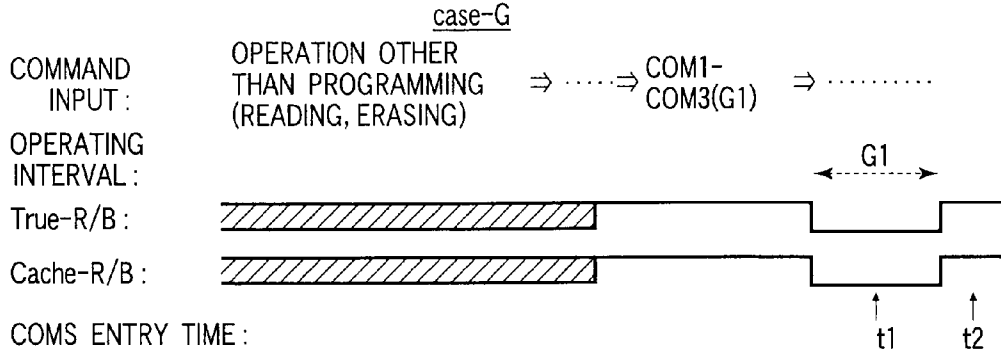 case-G
COMMAND INPUT :
OPERATION OTHER
THAN PROGRAMMING
(READING, ERASING)
⇒ ······ ⇒ COM1-
COM3(G1)
⇒ ·········
OPERATING
INTERVAL :
G1
True-R/B :
Cache-R/B :
COMS ENTRY TIME :
t1
t2